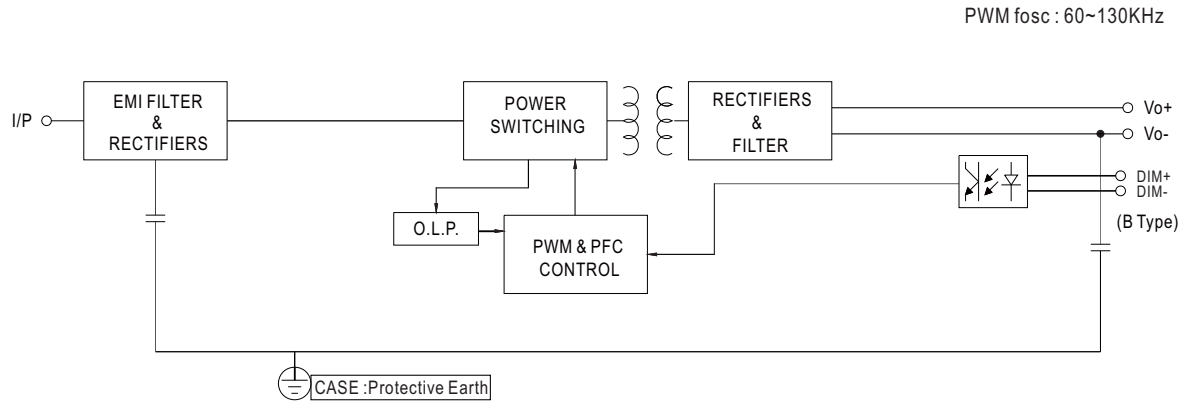 PWM fosc : 60~130KHz
I/P
EMI FILTER
&
RECTIFIERS
POWER
SWITCHING
RECTIFIERS
&
FILTER
Vo+
Vo-
DIM+
DIM-
(B Type)
O.L.P.
PWM & PFC
CONTROL
CASE :Protective Earth